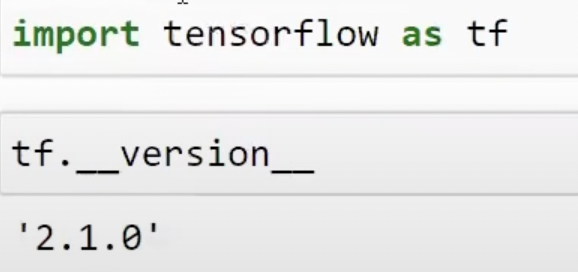 import tensorflow as tf
tf.__version__
'2.1.0'